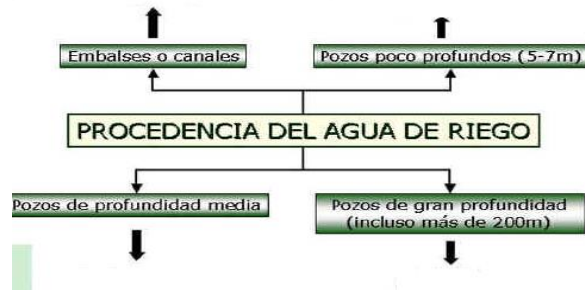 Embalses o canales
Pozos poco profundos (5-7m)
PROCEDENCIA DEL AGUA DE RIEGO
Pozos de profundidad media
Pozos de gran profundidad
(incluso más de 200m)